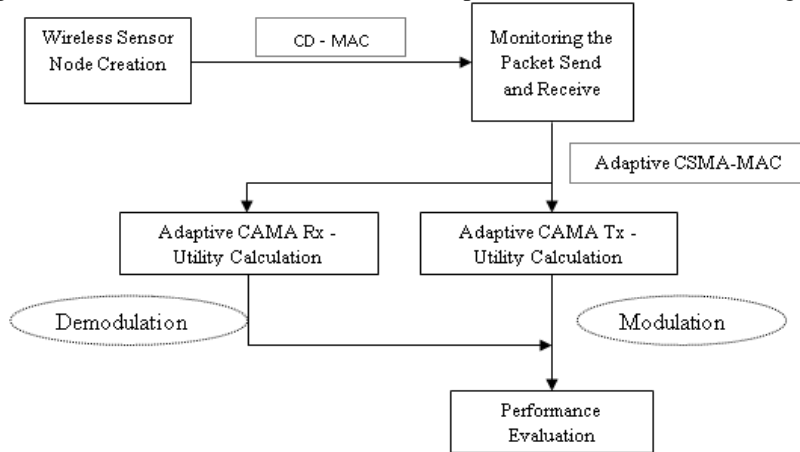 Wireless Sensor
Node Creation
CD - MAC
Monitoring the
Packet Send
and Receive
Adaptive CSMA-MAC
Adaptive CAMA Rx -
Utility Calculation
Adaptive CAMA Tx -
Utility Calculation
Demodulation
Modulation
Performance
Evaluation